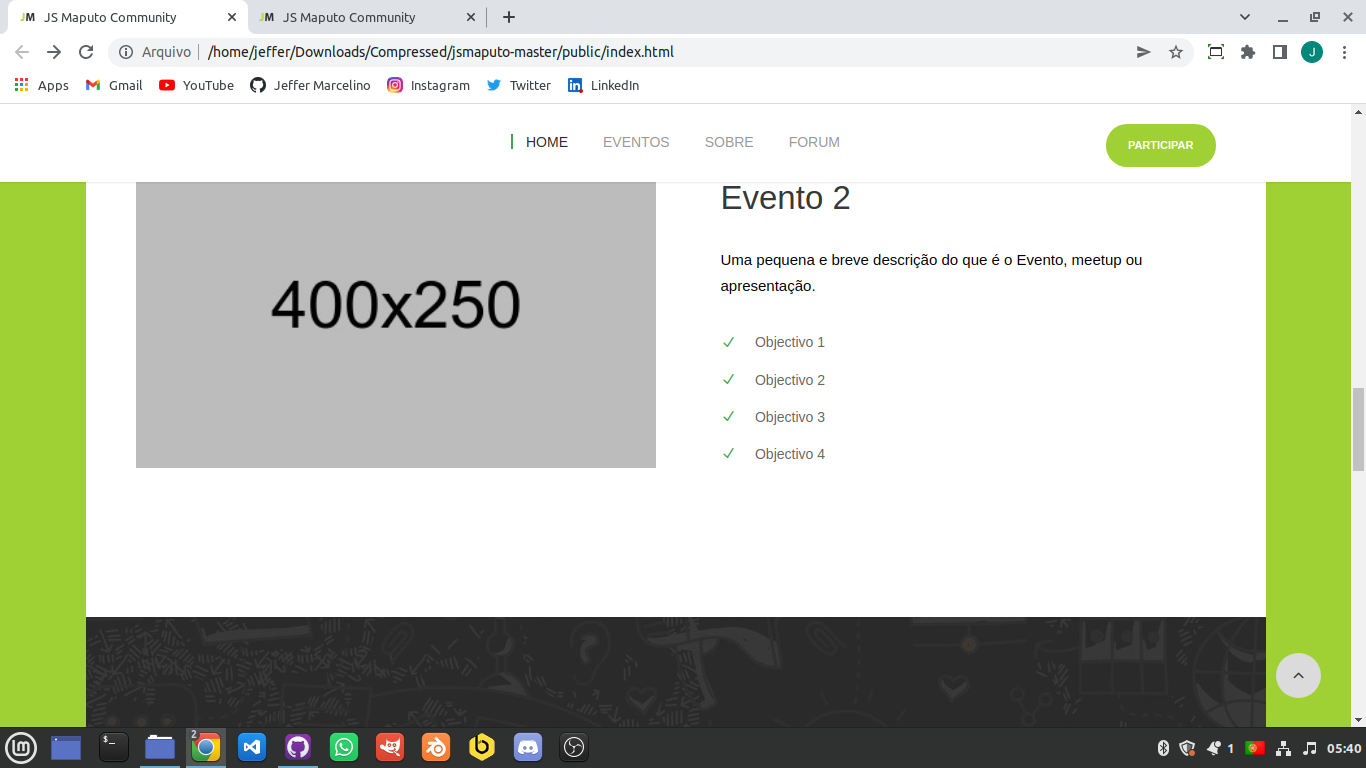 JM JS Maputo Community
JM JS Maputo Community
Arquivo /home/jeffer/Downloads/Compressed/jsmaputo-master/public/index.html
J
Apps Gmail YouTube Jeffer Marcelino Instagram Twitter LinkedIn
HOME EVENTOS SOBRE FORUM
PARTICIPAR
400x250
Evento 2
Uma pequena e breve descrição do que é o Evento, meetup ou
apresentação.
Objectivo 1
Objectivo 2
Objectivo 3
Objectivo 4
$_ 2 1 05:40